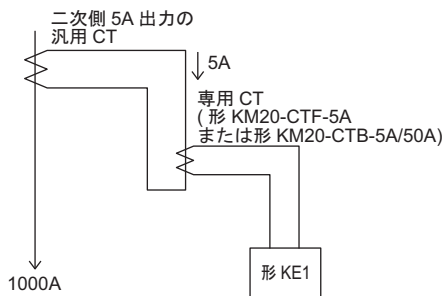 二次側 5A 出力の
汎用 CT
5A
専用 CT
( 形 KM20-CTF-5A
または形 KM20-CTB-5A/50A)
1000A
形 KE1